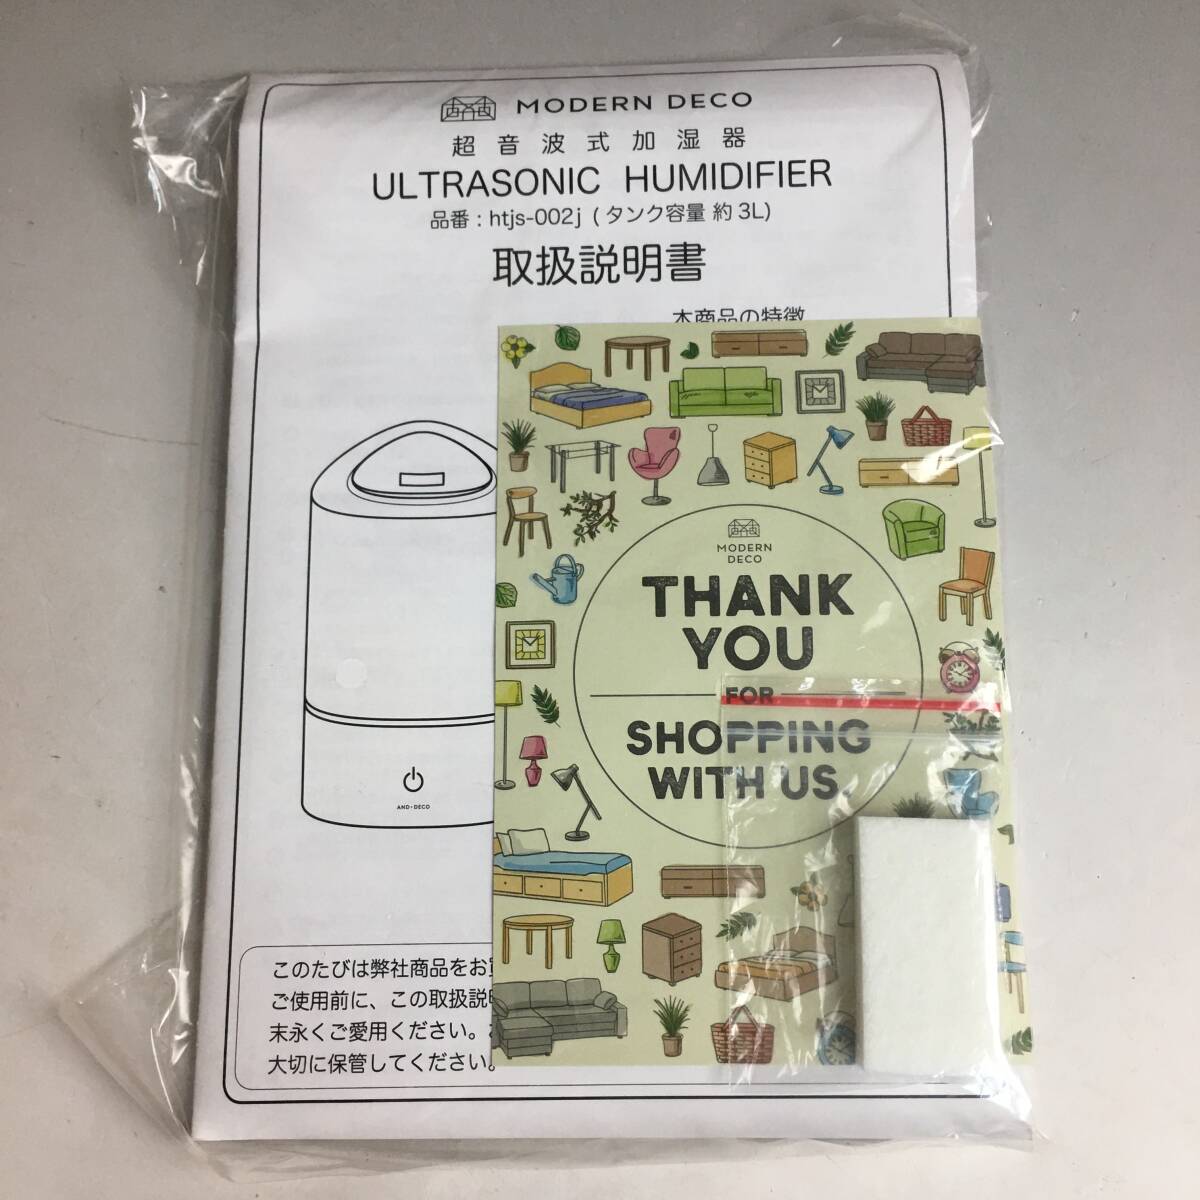 MODERN DECO
超音波式加湿器
ULTRASONIC HUMIDIFIER
品番：htjs-002j（タンク容量 約3L）
取扱説明書
本商品の特徴
AND・DECO
このたびは弊社商品をお
ご使用前に、この取扱説
末永くご愛用ください。
大切に保管してください。
MODERN
DECO
THANK
YOU
FOR
SHOPPING
WITH US.